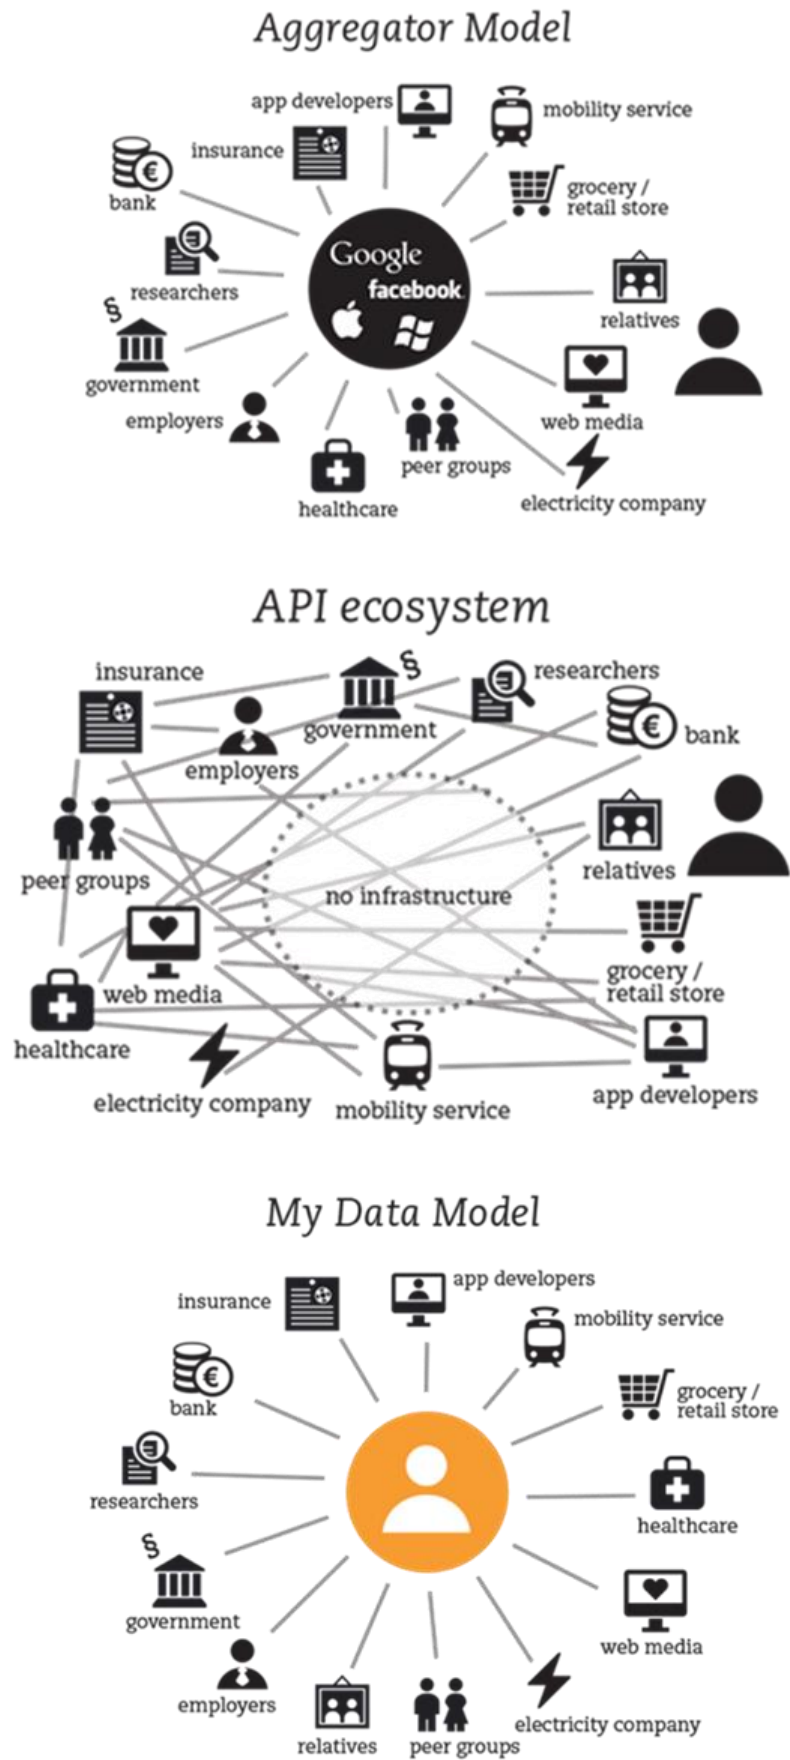 Aggregator Model
app developers
mobility service
insurance
bank
€
grocery /
retail store
Google
facebook
researchers
relatives
§
government
web media
employers
peer groups
healthcare
electricity company
API ecosystem
insurance
§
researchers
government
€
bank
employers
relatives
peer groups
no infrastructure
web media
grocery /
retail store
healthcare
electricity company
mobility service
app developers
My Data Model
app developers
insurance
mobility service
€
bank
grocery /
retail store
researchers
healthcare
§
government
web media
employers
relatives
peer groups
electricity company